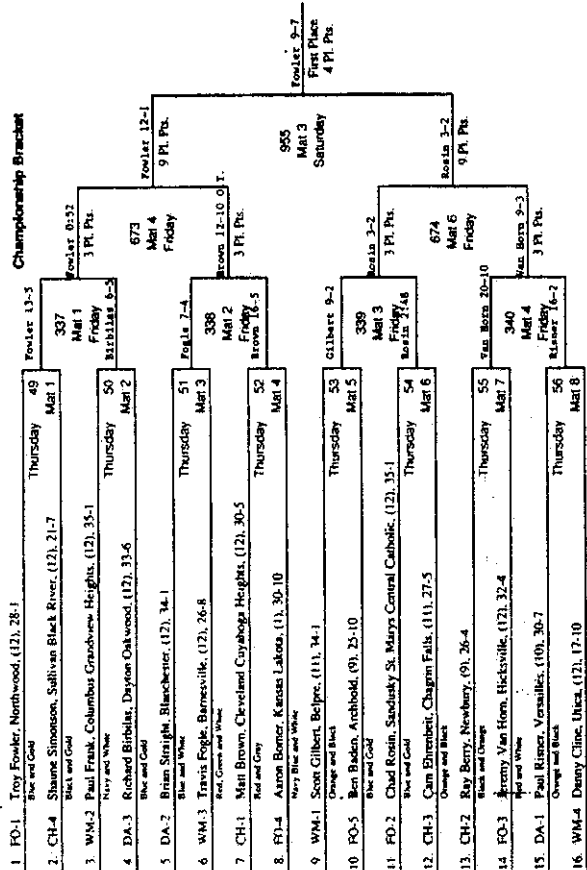 Championship Bracket
1 FO-1 Troy Fowler, Northwood, (12), 28-1
Blue and Gold
2. CH-4 Shaune Simonson, Sullivan Black River, (12), 21-7
Black and Gold
3. WM-2 Paul Frank, Columbus Grandview Heights, (12), 35-1
Navy and White
4 DA-3 Richard Birbilas, Dayton Oakwood, (12), 33-6
Blue and Gold
5 DA-2 Brian Straight, Blanchester, (12), 34-1
Blue and White
6 WM-3 Travis Fogle, Barnesville, (12), 26-8
Red, Green and White
7 CH-1 Matt Brown, Cleveland Cuyahoga Heights, (12), 30-5
Red and Grey
8. FO-4 Aaron Borner, Kansas Lakota, (1), 30-10
Navy Blue and White
9 WM-1 Scott Gilbert, Belpre, (11), 34-1
Orange and Black
10 FO-5 Ben Baden, Archbold, (9), 25-10
Blue and Gold
11 FO-2 Chad Rosin, Sandusky St. Marys Central Catholic, (12), 35-1
12. CH-3 Cam Ehrenbeit, Chagrin Falls, (11), 27-5
Orange and Black
13. CH-2 Ray Berry, Newbury, (9), 26-4
Black and Orange
14 FO-3 Jeremy Van Horn, Hicksville, (12), 32-4
Red and White
15. DA-1 Paul Risner, Versailles, (10), 30-7
Orange and Black
16. WM-4 Danny Cline, Utica, (12), 17-10
Thursday 49
Mat 1
Thursday 50
Mat 2
Thursday 51
Mat 3
Thursday 52
Mat 4
Thursday 53
Mat 5
Thursday 54
Mat 6
Thursday 55
Mat 7
Thursday 56
Mat 8
Fowler 13-5
337
Mat 1
Friday
Birbilas 6-5
Fogle 7-4
338
Mat 2
Friday
Brown 16-5
Gilbert 9-2
339
Mat 3
Friday
Rosin 2:48
Van Born 20-10
340
Mat 4
Friday
Risner 16-2
Fowler 0:52
3 Pl. Pts.
673
Mat 4
Friday
Brown 12-10 O.T.
3 Pl. Pts.
Rosin 3-2
3 Pl. Pts.
674
Mat 6
Friday
Van Born 9-3
3 Pl. Pts.
Fowler 12-1
9 Pl. Pts.
955
Mat 3
Saturday
Rosin 3-2
9 Pl. Pts.
Fowler 9-7
First Place
4 Pl. Pts.